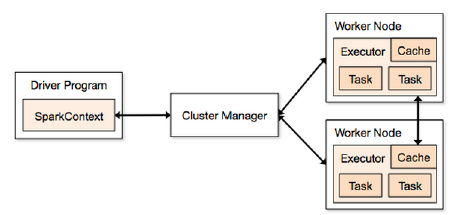 Driver Program
SparkContext
Cluster Manager
Worker Node
Executor Cache
Task Task
Worker Node
Executor Cache
Task Task